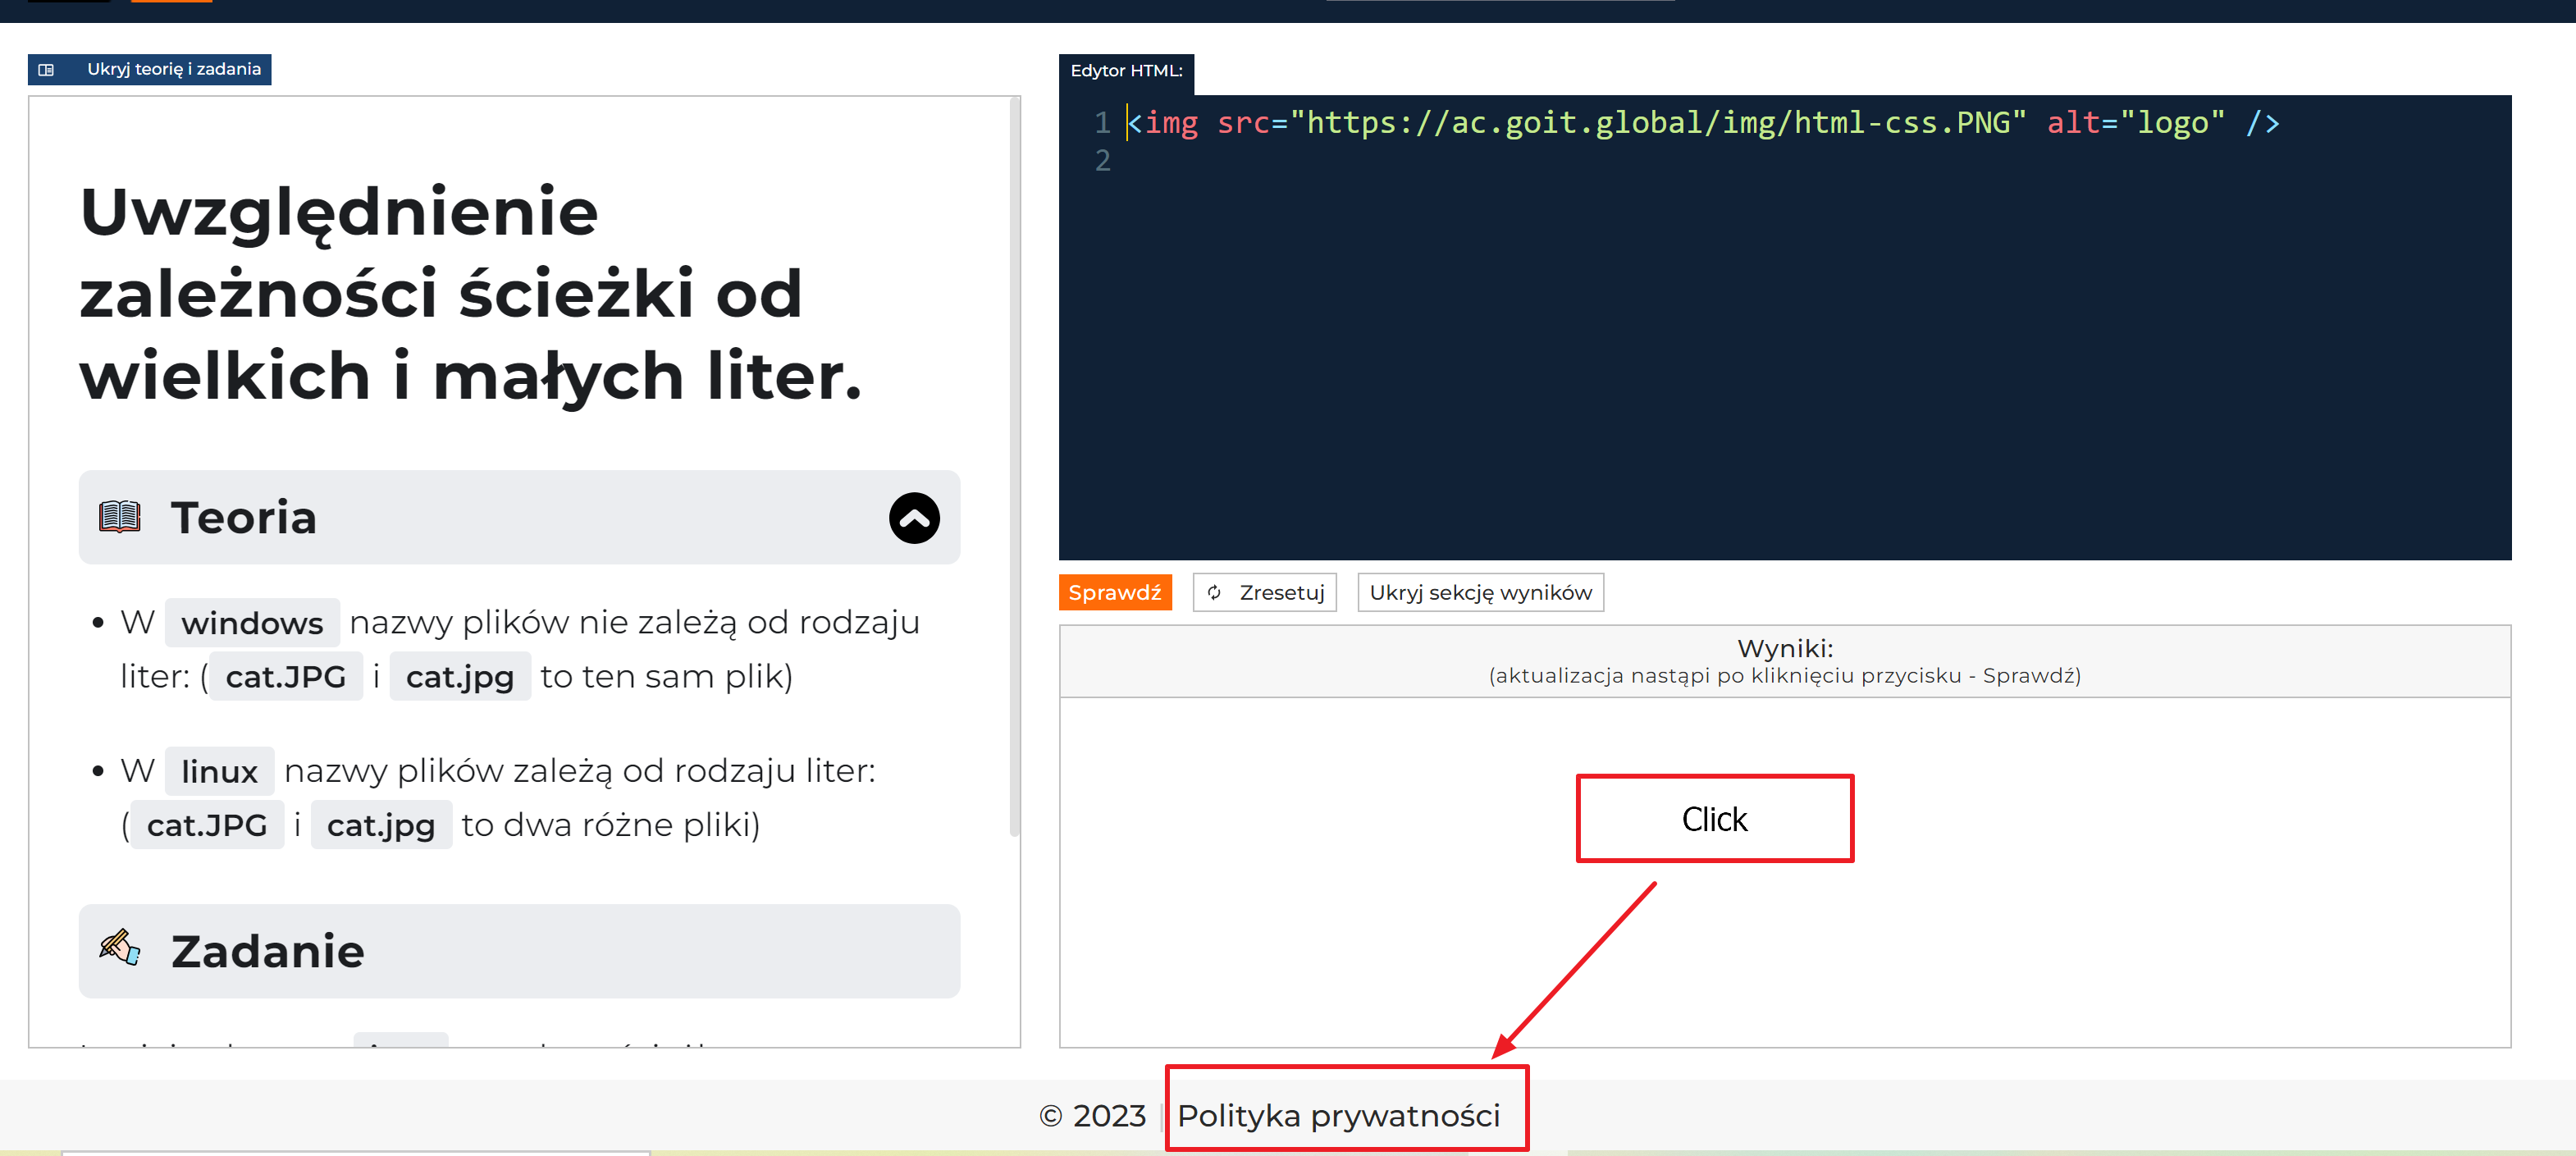 Ukryj teorię i zadania
Uwzględnienie
zależności ścieżki od
wielkich i małych liter.
Teoria
W windows nazwy plików nie zależą od rodzaju
liter: ( cat.JPG i cat.jpg to ten sam plik)
W linux nazwy plików zależą od rodzaju liter:
( cat.JPG i cat.jpg to dwa różne pliki)
Zadanie
Edytor HTML:
1 <img src="https://ac.goit.global/img/html-css.PNG" alt="logo" />
2
Sprawdź Zresetuj Ukryj sekcję wyników
Wyniki:
(aktualizacja nastąpi po kliknięciu przycisku - Sprawdź)
Click
© 2023 | Polityka prywatności